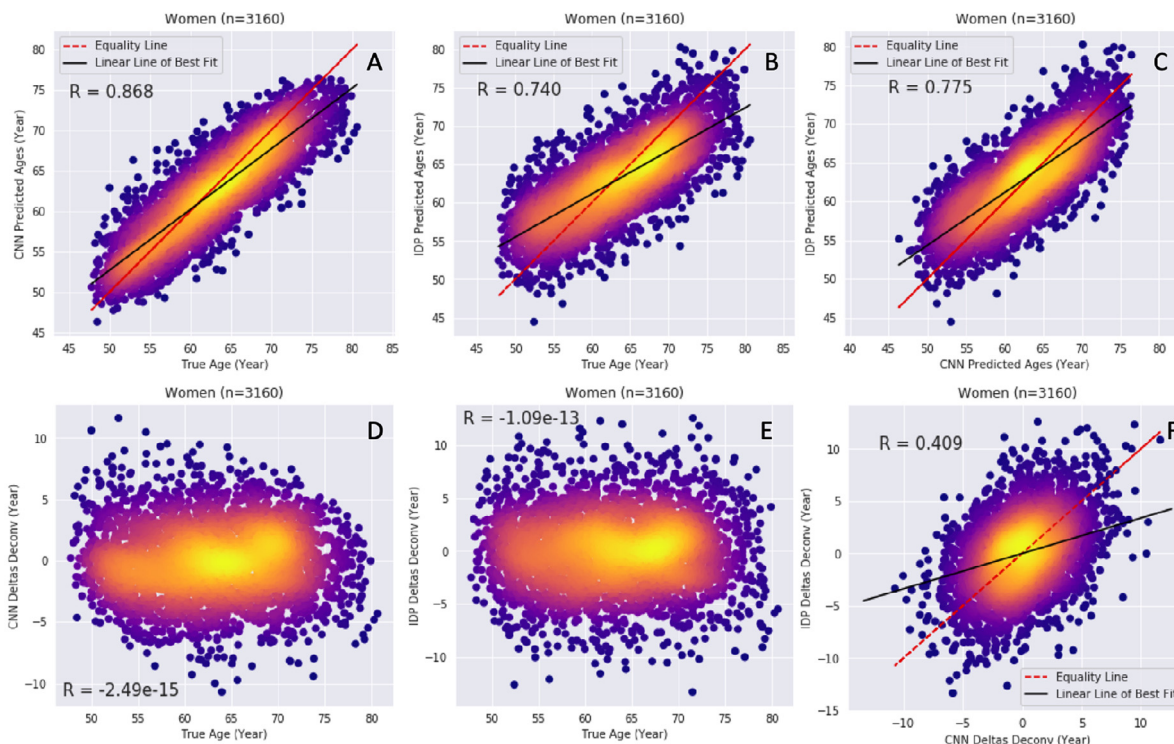 Women (n=3160)
Equality Line
Linear Line of Best Fit
A
R = 0.868
80
75
70
65
60
55
50
45
CNN Predicted Ages (Year)
45 50 55 60 65 70 75 80 85
True Age (Year)
Women (n=3160)
Equality Line
Linear Line of Best Fit
B
R = 0.740
80
75
70
65
60
55
50
45
IDP Predicted Ages (Year)
45 50 55 60 65 70 75 80
True Age (Year)
Women (n=3160)
Equality Line
Linear Line of Best Fit
C
R = 0.775
80
75
70
65
60
55
50
45
IDP Predicted Ages (Year)
40 45 50 55 60 65 70 75 80
CNN Predicted Ages (Year)
Women (n=3160)
D
10
5
0
−5
−10
CNN Deltas Deconv (Year)
R = -2.49e-15
50 55 60 65 70 75 80
True Age (Year)
Women (n=3160)
R = -1.09e-13
E
10
5
0
−5
−10
IDP Deltas Deconv (Year)
50 55 60 65 70 75 80
True Age (Year)
Women (n=3160)
F
R = 0.409
10
5
0
−5
−10
−15
IDP Deltas Deconv (Year)
Equality Line
Linear Line of Best Fit
−10 −5 0 5 10
CNN Deltas Deconv (Year)